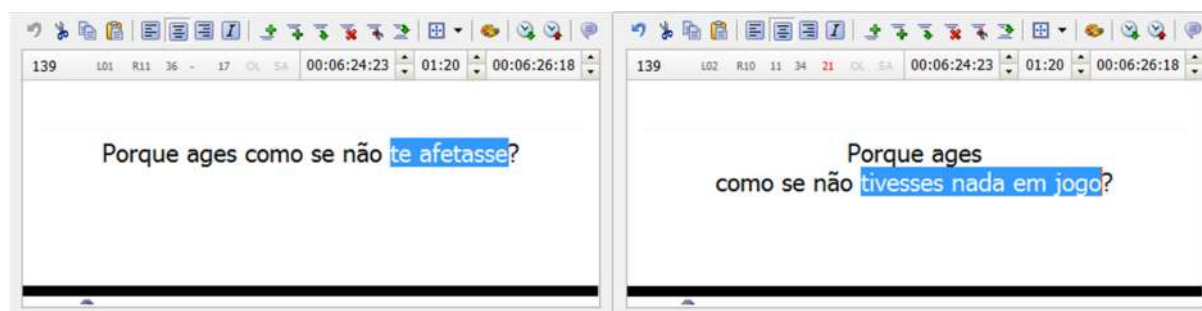 139 L01 R11 36 - 17 OL SA 00:06:24:23 01:20 00:06:26:18
Porque ages como se não te afetasse?
139 L02 R10 11 34 21 OL SA 00:06:24:23 01:20 00:06:26:18
Porque ages
como se não tivesses nada em jogo?